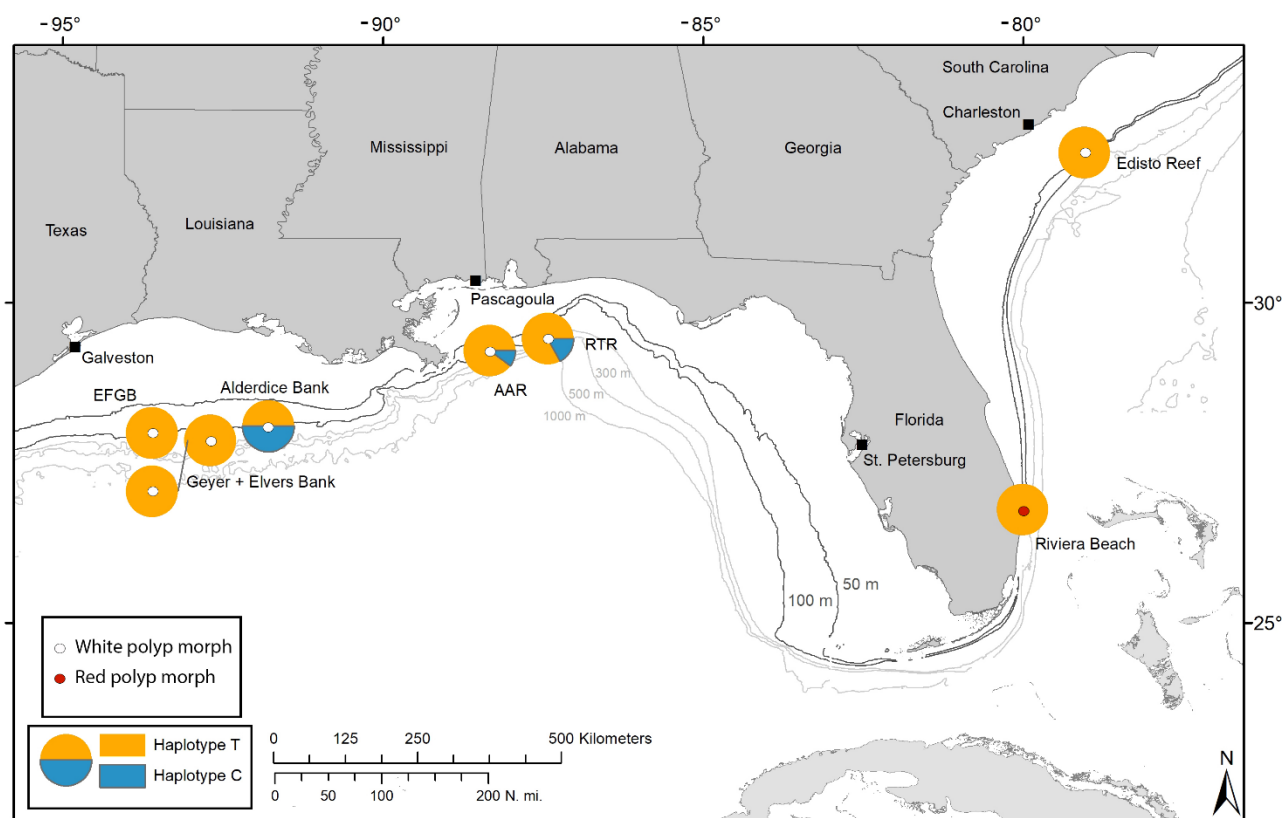 -95°
-90°
-85°
-80°
South Carolina
Charleston
Mississippi
Alabama
Georgia
Edisto Reef
Louisiana
Texas
30°
30°
Pascagoula
Galveston
RTR
Alderdice Bank
300 m
EFGB
AAR
500 m
1000 m
Florida
St. Petersburg
Geyer + Elvers Bank
Riviera Beach
50 m
100 m
25°
25°
White polyp morph
Red polyp morph
Haplotype T
Haplotype C
0 125 250 500 Kilometers
0 50 100 200 N. mi.
N